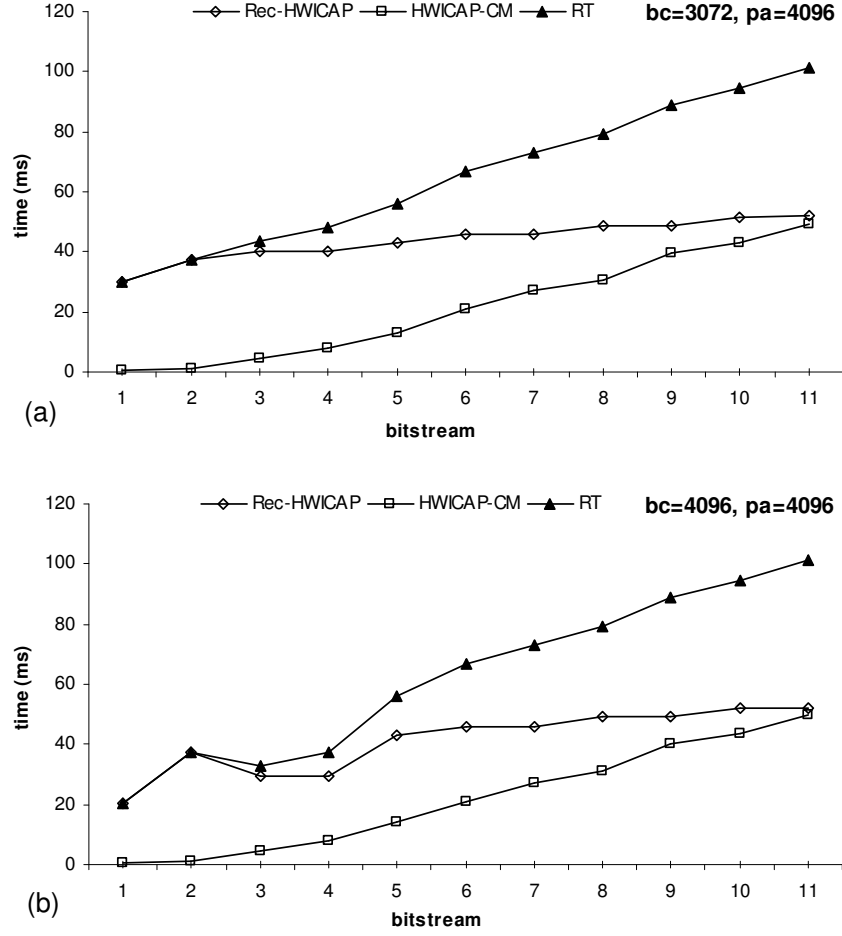 Rec-HWICAP HWICAP-CM RT
bc=3072, pa=4096
120
100
80
60
40
20
0
time (ms)
1 2 3 4 5 6 7 8 9 10 11
bitstream
(a)
Rec-HWICAP HWICAP-CM RT
bc=4096, pa=4096
120
100
80
60
40
20
0
time (ms)
1 2 3 4 5 6 7 8 9 10 11
bitstream
(b)